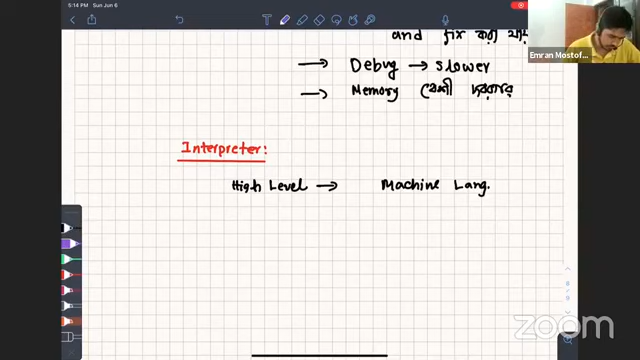 5:14 PM Sun Jun 6
and fix করা যায়
Emran Mostof...
→ Debug → slower
→ Memory বেশী দরকার
Interpreter:
High Level → Machine Lang.
zoom